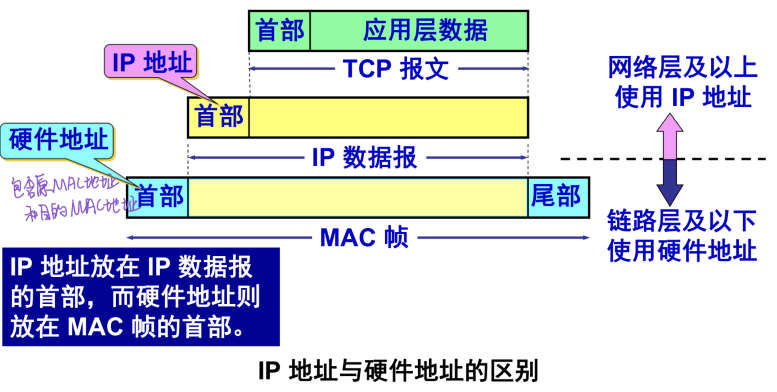 首部 应用层数据
IP 地址
TCP 报文
网络层及以上
使用 IP 地址
首部
硬件地址
IP 数据报
包含原MAC地址
和目的MAC地址
首部 尾部
MAC 帧
链路层及以下
使用硬件地址
IP 地址放在 IP 数据报
的首部，而硬件地址则
放在 MAC 帧的首部。
IP 地址与硬件地址的区别